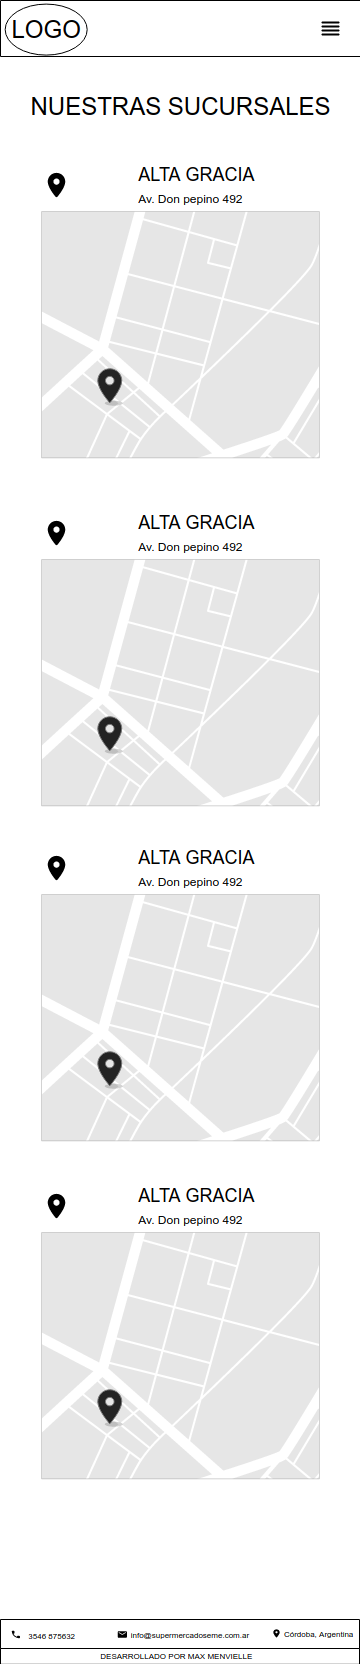 LOGO
NUESTRAS SUCURSALES
ALTA GRACIA
Av. Don pepino 492
ALTA GRACIA
Av. Don pepino 492
ALTA GRACIA
Av. Don pepino 492
ALTA GRACIA
Av. Don pepino 492
3546 575632 info@supermercadoseme.com.ar Córdoba, Argentina
DESARROLLADO POR MAX MENVIELLE